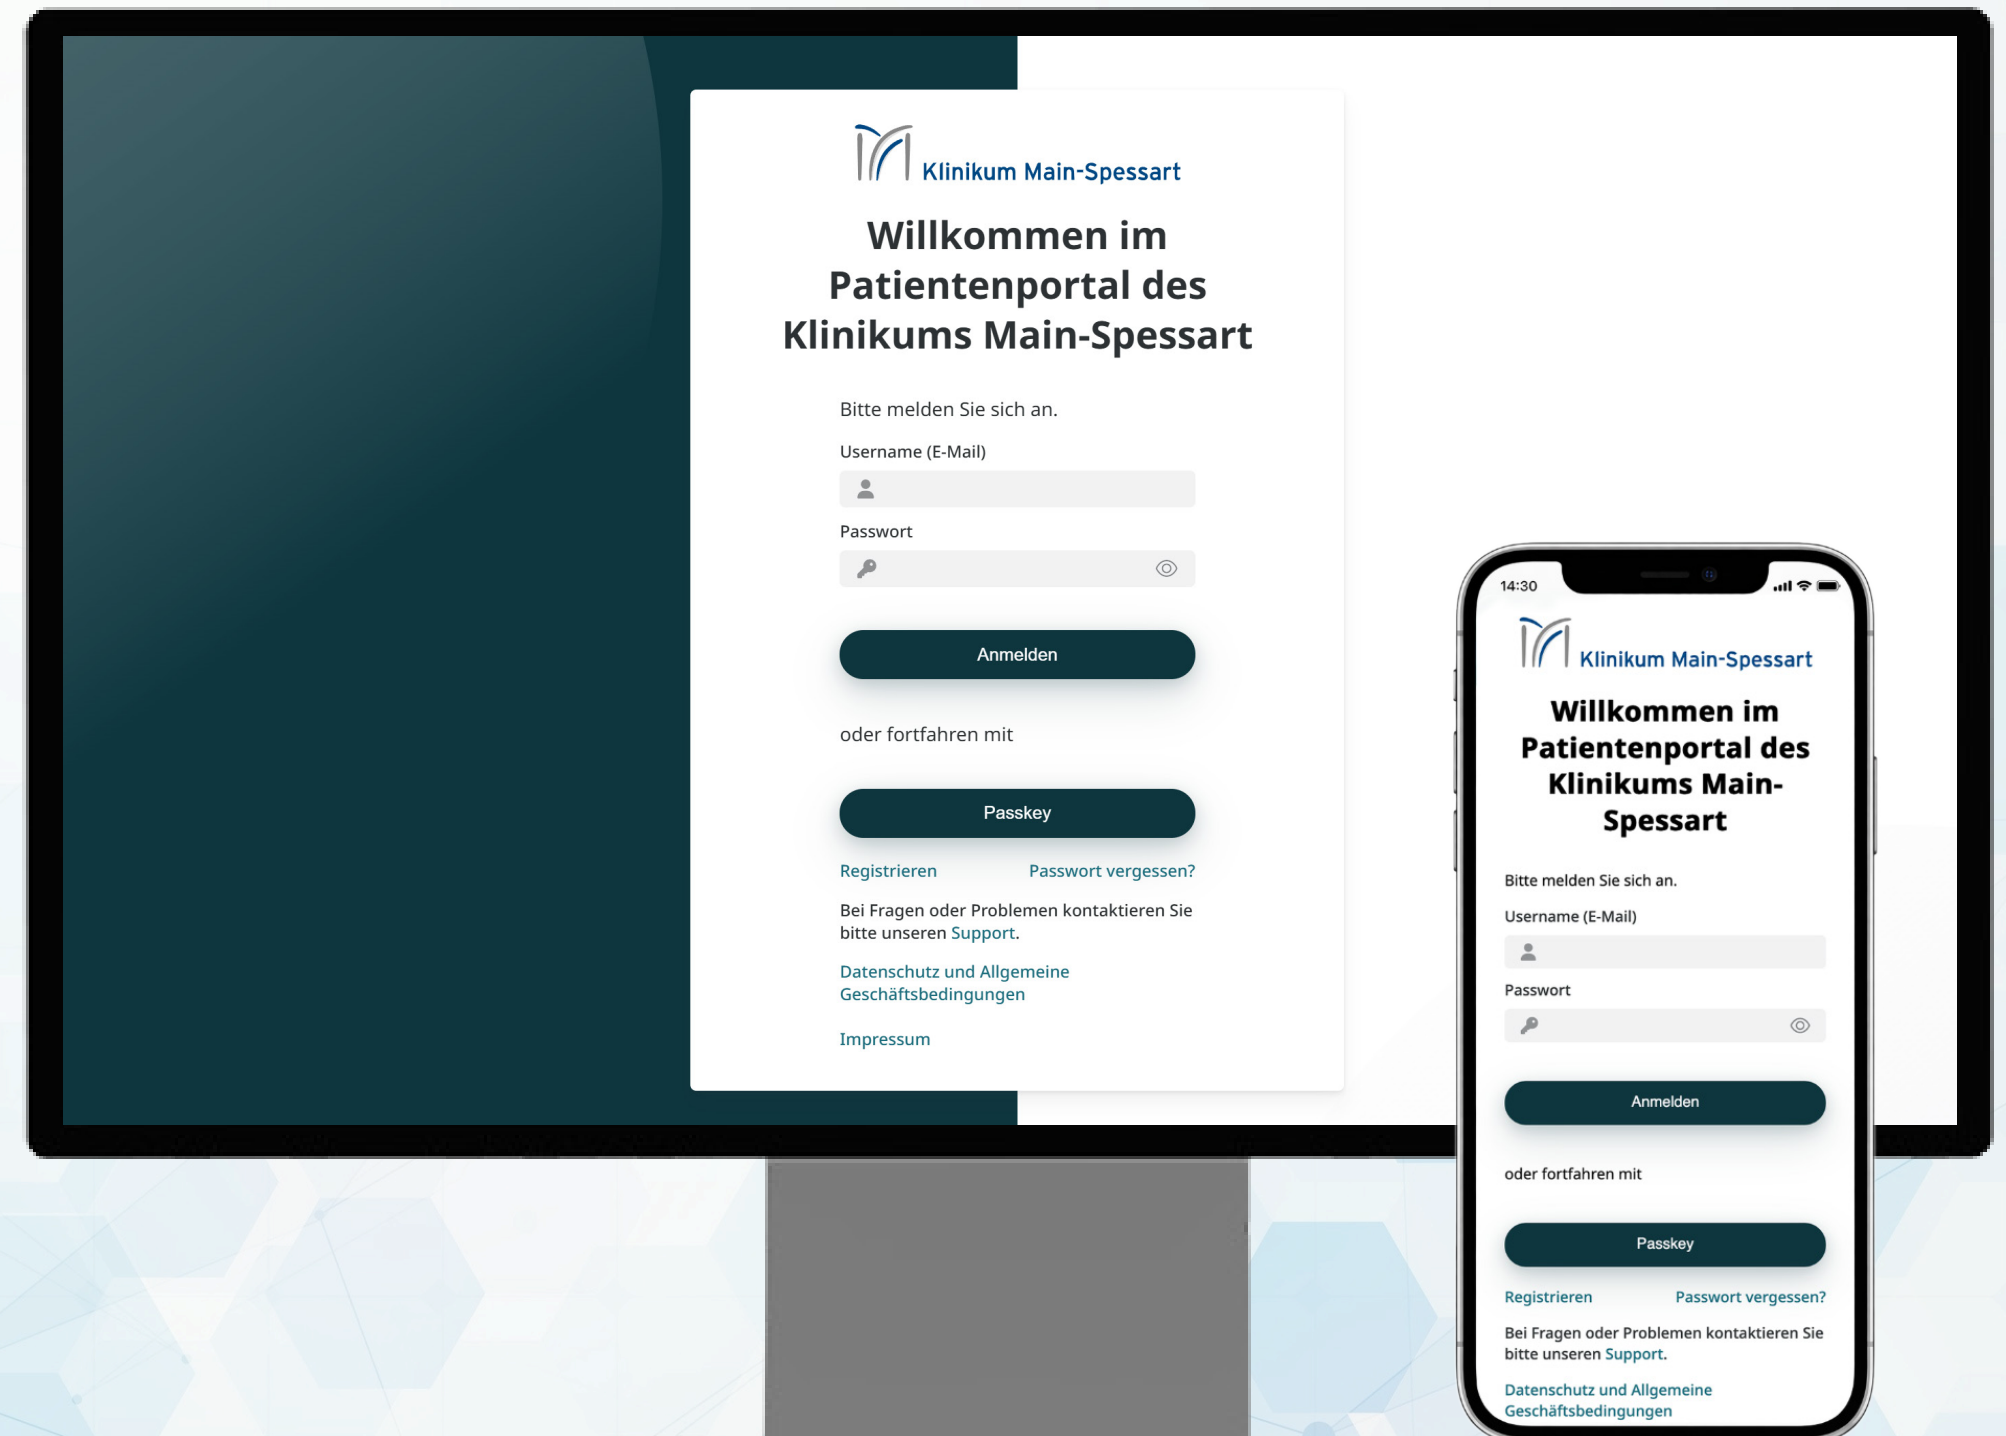 Klinikum Main-Spessart
Willkommen im
Patientenportal des
Klinikums Main-Spessart
Bitte melden Sie sich an.
Username (E-Mail)
Passwort
Anmelden
oder fortfahren mit
Passkey
Registrieren Passwort vergessen?
Bei Fragen oder Problemen kontaktieren Sie
bitte unseren Support.
Datenschutz und Allgemeine
Geschäftsbedingungen
Impressum
14:30
Klinikum Main-Spessart
Willkommen im
Patientenportal des
Klinikums Main-
Spessart
Bitte melden Sie sich an.
Username (E-Mail)
Passwort
Anmelden
oder fortfahren mit
Passkey
Registrieren Passwort vergessen?
Bei Fragen oder Problemen kontaktieren Sie
bitte unseren Support.
Datenschutz und Allgemeine
Geschäftsbedingungen